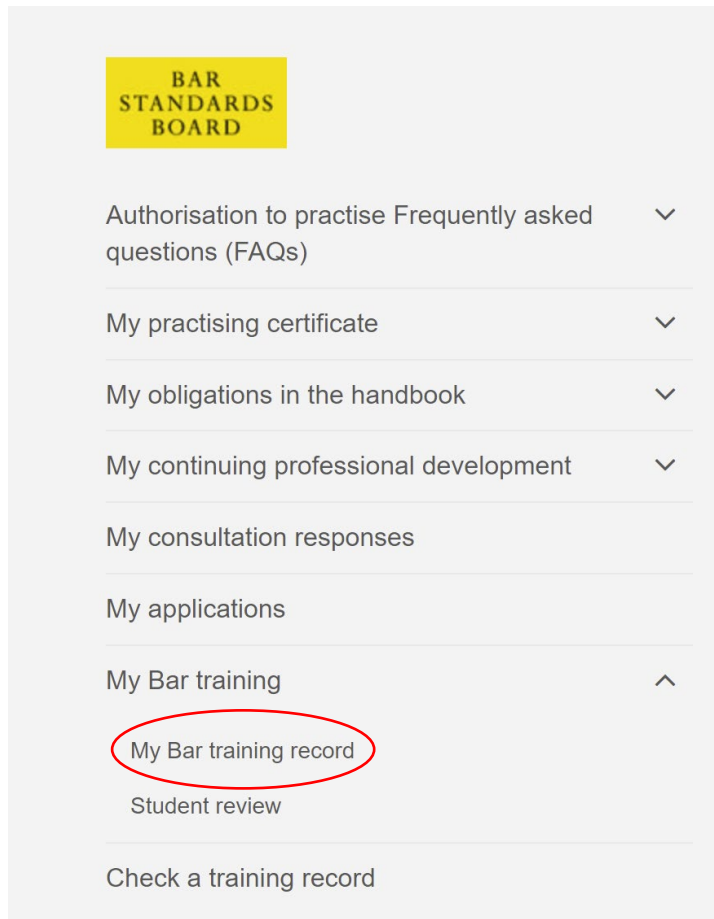 BAR
STANDARDS
BOARD
Authorisation to practise Frequently asked
questions (FAQs)
My practising certificate
My obligations in the handbook
My continuing professional development
My consultation responses
My applications
My Bar training
My Bar training record
Student review
Check a training record